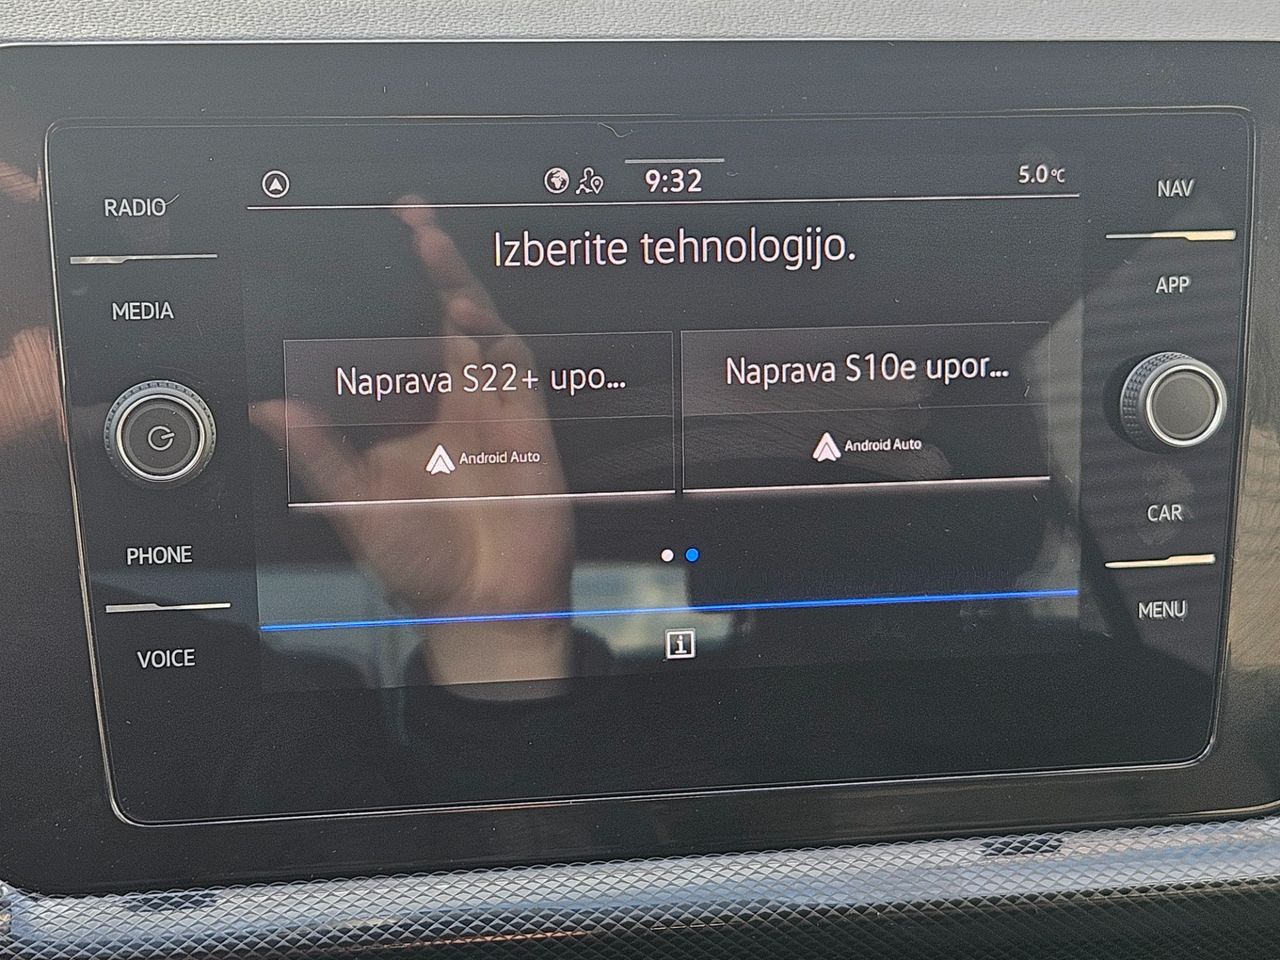 RADIO
MEDIA
PHONE
VOICE
9:32
5.0°C
Izberite tehnologijo.
Naprava S22+ upo...
Android Auto
Naprava S10e upor...
Android Auto
i
NAV
APP
CAR
MENU